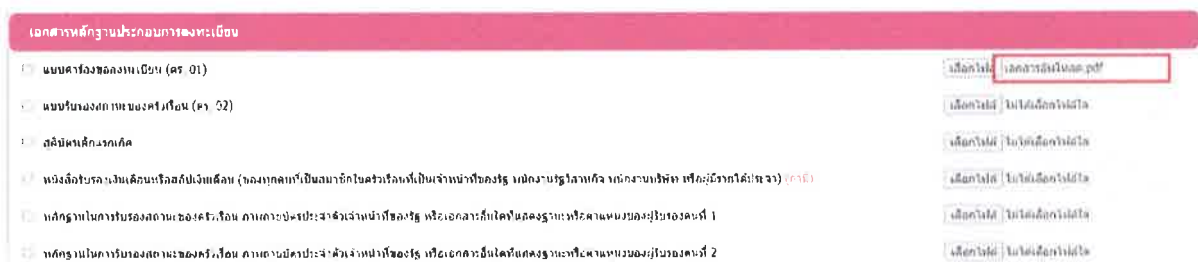 เอกสารหลักฐานประกอบการลงทะเบียน
แบบคำร้องขอลงทะเบียน (ดร. 01) เลือกไฟล์ เอกสารอัพโหลด.pdf
แบบรับรองสถานะของครัวเรือน (ดร. 02) เลือกไฟล์ ไม่ได้เลือกไฟล์ใด
สูติบัตรเด็กแรกเกิด เลือกไฟล์ ไม่ได้เลือกไฟล์ใด
หนังสือรับรองเงินเดือนหรือสลิปเงินเดือน (ของทุกคนที่เป็นสมาชิกในครัวเรือนที่เป็นเจ้าหน้าที่ของรัฐ พนักงานรัฐวิสาหกิจ พนักงานบริษัท หรือผู้มีรายได้ประจำ) (ถ้ามี) เลือกไฟล์ ไม่ได้เลือกไฟล์ใด
หลักฐานในการรับรองสถานะของครัวเรือน ภาพถ่ายบัตรประจำตัวเจ้าหน้าที่ของรัฐ หรือเอกสารอื่นใดที่แสดงฐานะหรือตำแหน่งของผู้รับรองคนที่ 1 เลือกไฟล์ ไม่ได้เลือกไฟล์ใด
หลักฐานในการรับรองสถานะของครัวเรือน ภาพถ่ายบัตรประจำตัวเจ้าหน้าที่ของรัฐ หรือเอกสารอื่นใดที่แสดงฐานะหรือตำแหน่งของผู้รับรองคนที่ 2 เลือกไฟล์ ไม่ได้เลือกไฟล์ใด